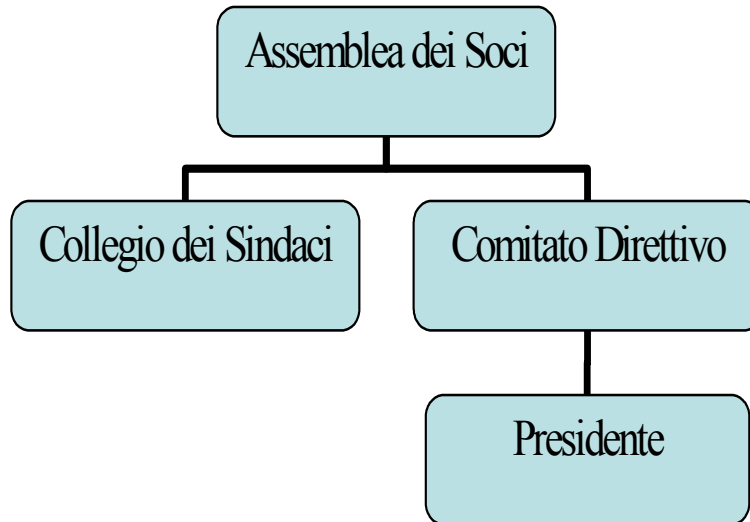 Assemblea dei Soci
Collegio dei Sindaci
Comitato Direttivo
Presidente